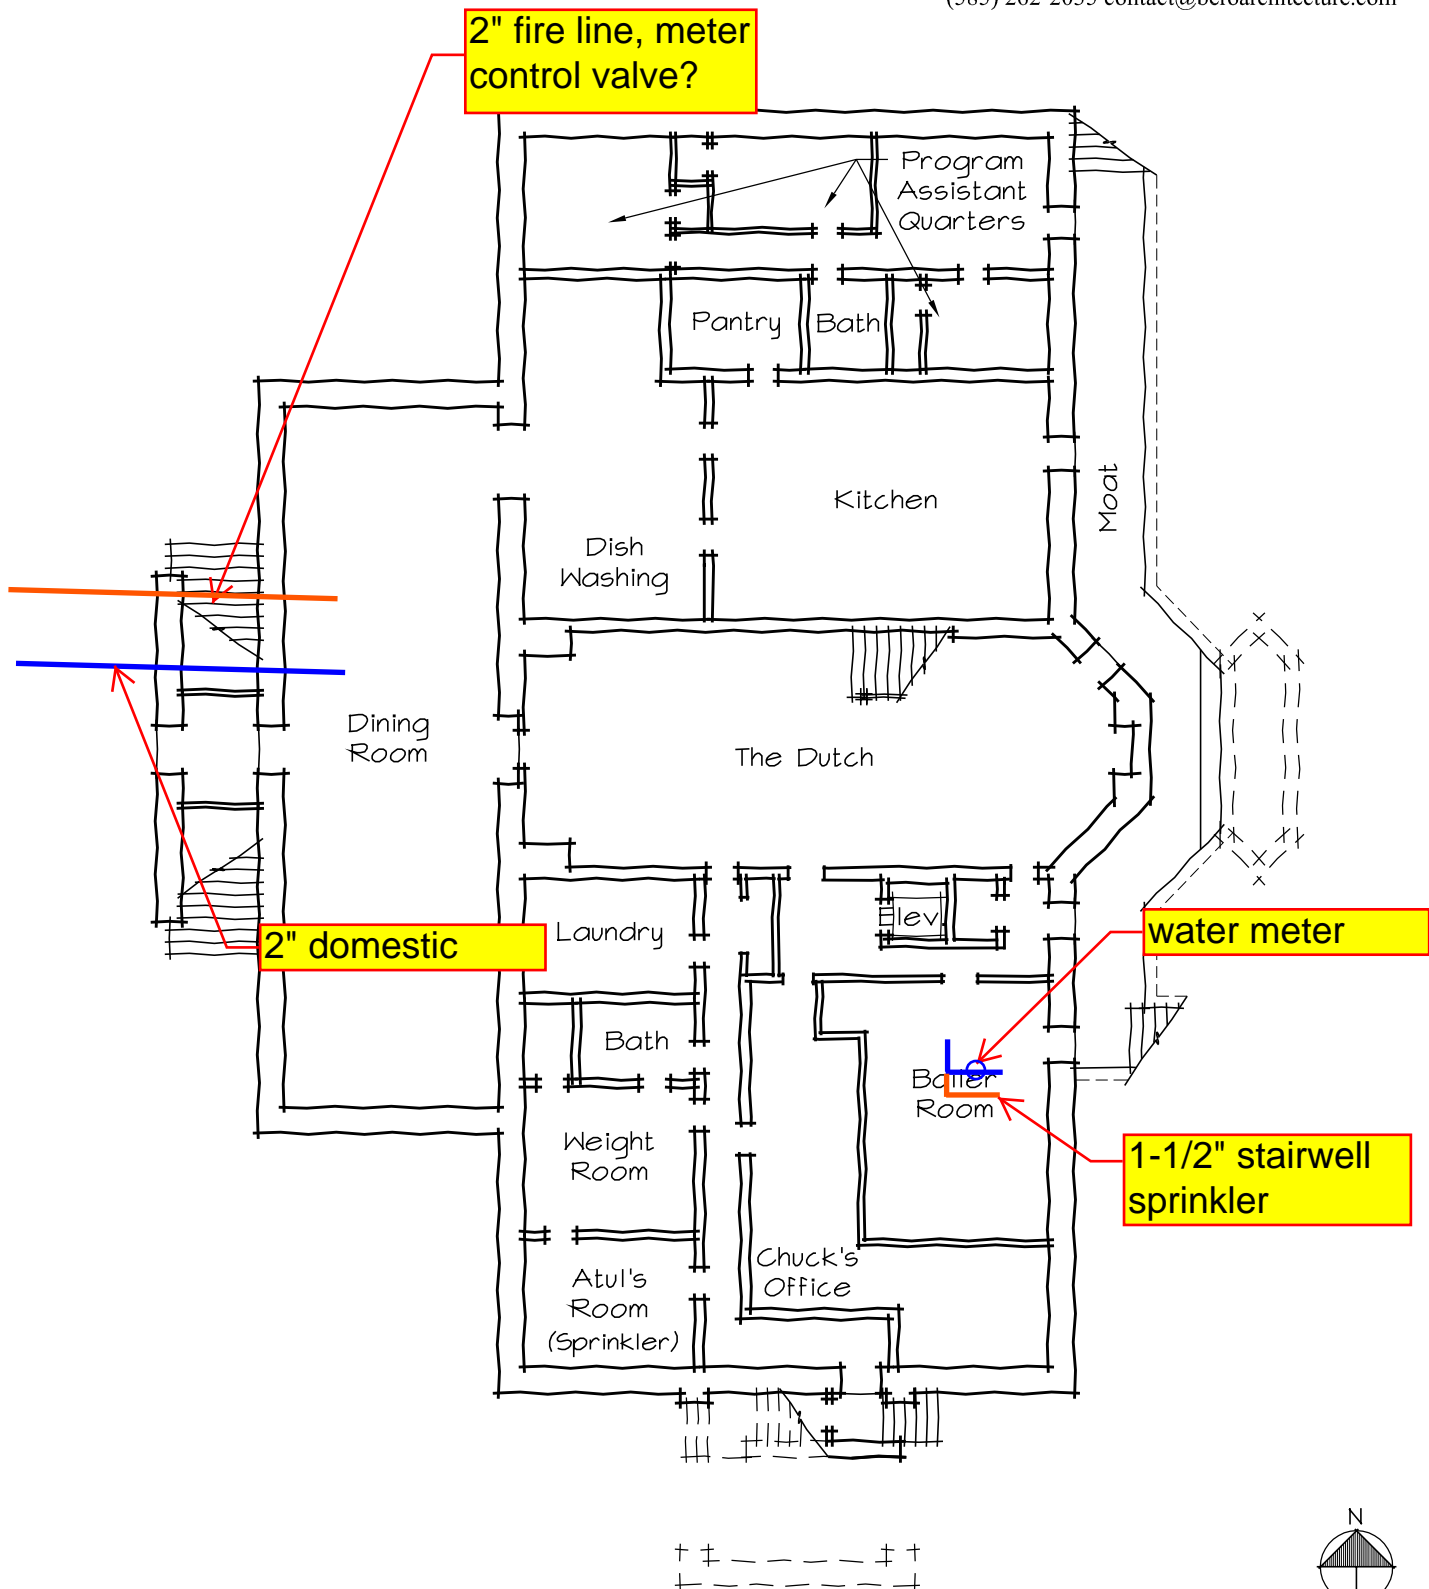 2" fire line, meter
control valve?
Program
Assistant
Quarters
Pantry
Bath
Kitchen
Moat
Dish
Washing
Dining
Room
The Dutch
Elev.
Laundry
2" domestic
water meter
Bath
Boiler
Room
Weight
Room
1-1/2" stairwell
sprinkler
Chuck's
Office
Atul's
Room
(Sprinkler)
N